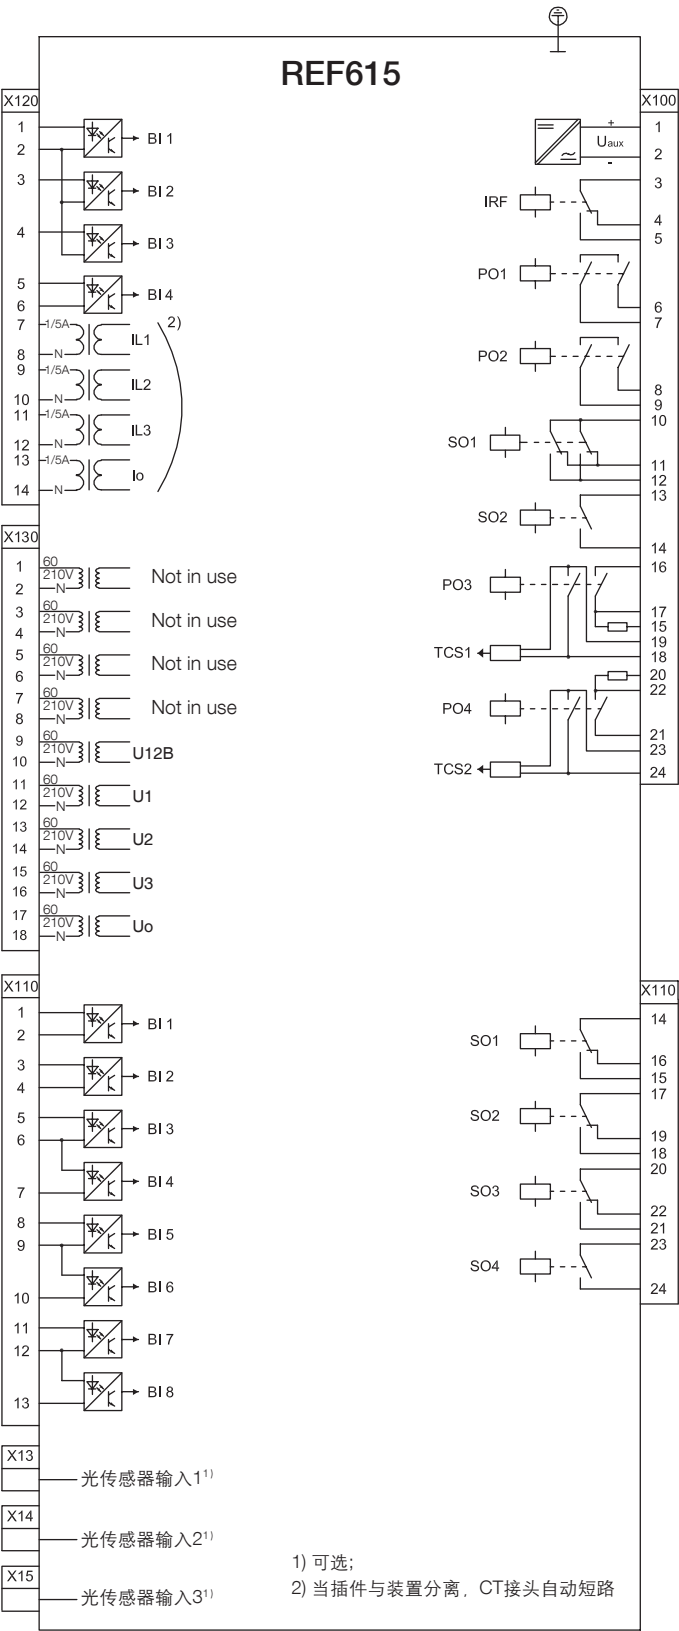 REF615
X120
1
2
BI 1
3
BI 2
4
BI 3
5
6
BI 4
7
1/5A
2)
IL1
8
N
9
1/5A
IL2
10
N
11
1/5A
IL3
12
N
13
1/5A
Io
14
N
X130
1
60
210V
Not in use
2
N
3
60
210V
Not in use
4
N
5
60
210V
Not in use
6
N
7
60
210V
Not in use
8
N
9
60
210V
U12B
10
N
11
60
210V
U1
12
N
13
60
210V
U2
14
N
15
60
210V
U3
16
N
17
60
210V
Uo
18
N
X110
1
2
BI 1
3
4
BI 2
5
6
BI 3
7
BI 4
8
9
BI 5
10
BI 6
11
12
BI 7
13
BI 8
X13
光传感器输入1¹⁾
X14
光传感器输入2¹⁾
X15
光传感器输入3¹⁾
X100
+
1
Uaux
2
-
IRF
3
4
5
PO1
6
7
PO2
8
9
10
SO1
11
12
13
SO2
14
16
PO3
17
15
19
TCS1
18
20
22
PO4
21
23
TCS2
24
X110
14
SO1
16
15
17
SO2
19
18
20
SO3
22
21
23
SO4
24
1) 可选;
2) 当插件与装置分离，CT接头自动短路